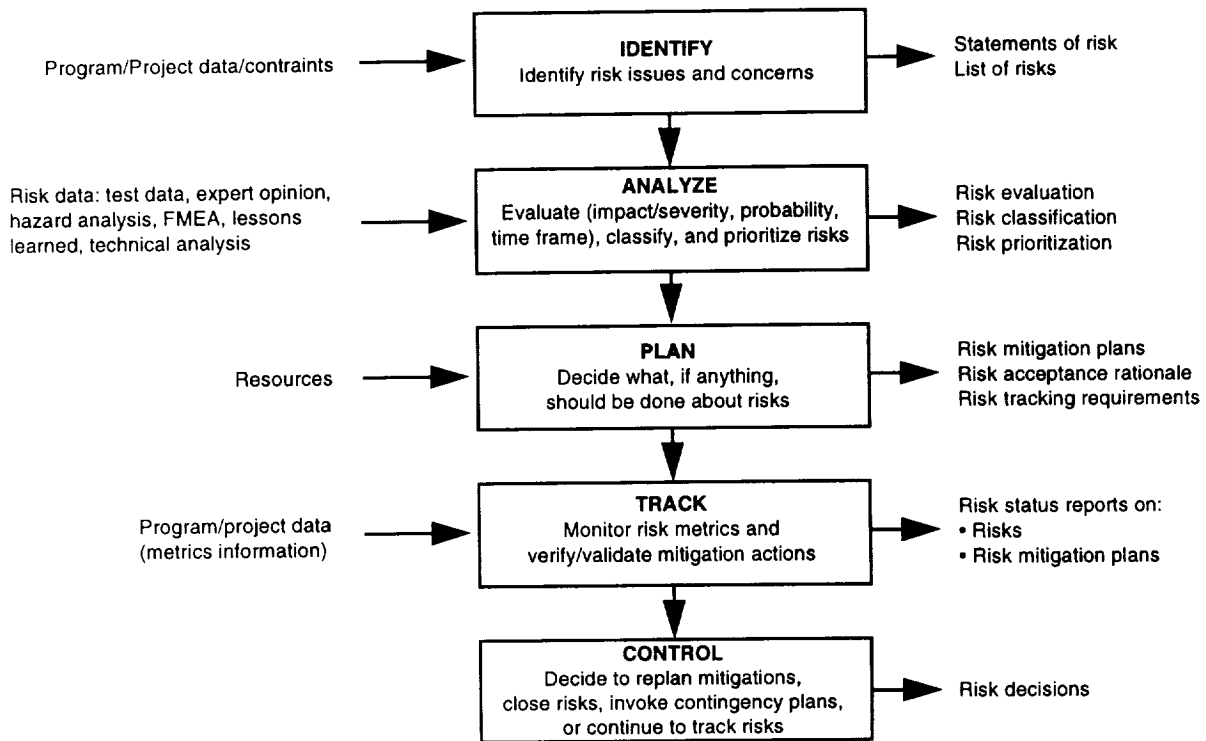 Program/Project data/contraints
IDENTIFY
Identify risk issues and concerns
Statements of risk
List of risks
Risk data: test data, expert opinion,
hazard analysis, FMEA, lessons
learned, technical analysis
ANALYZE
Evaluate (impact/severity, probability,
time frame), classify, and prioritize risks
Risk evaluation
Risk classification
Risk prioritization
Resources
PLAN
Decide what, if anything,
should be done about risks
Risk mitigation plans
Risk acceptance rationale
Risk tracking requirements
Program/project data
(metrics information)
TRACK
Monitor risk metrics and
verify/validate mitigation actions
Risk status reports on:
• Risks
• Risk mitigation plans
CONTROL
Decide to replan mitigations,
close risks, invoke contingency plans,
or continue to track risks
Risk decisions